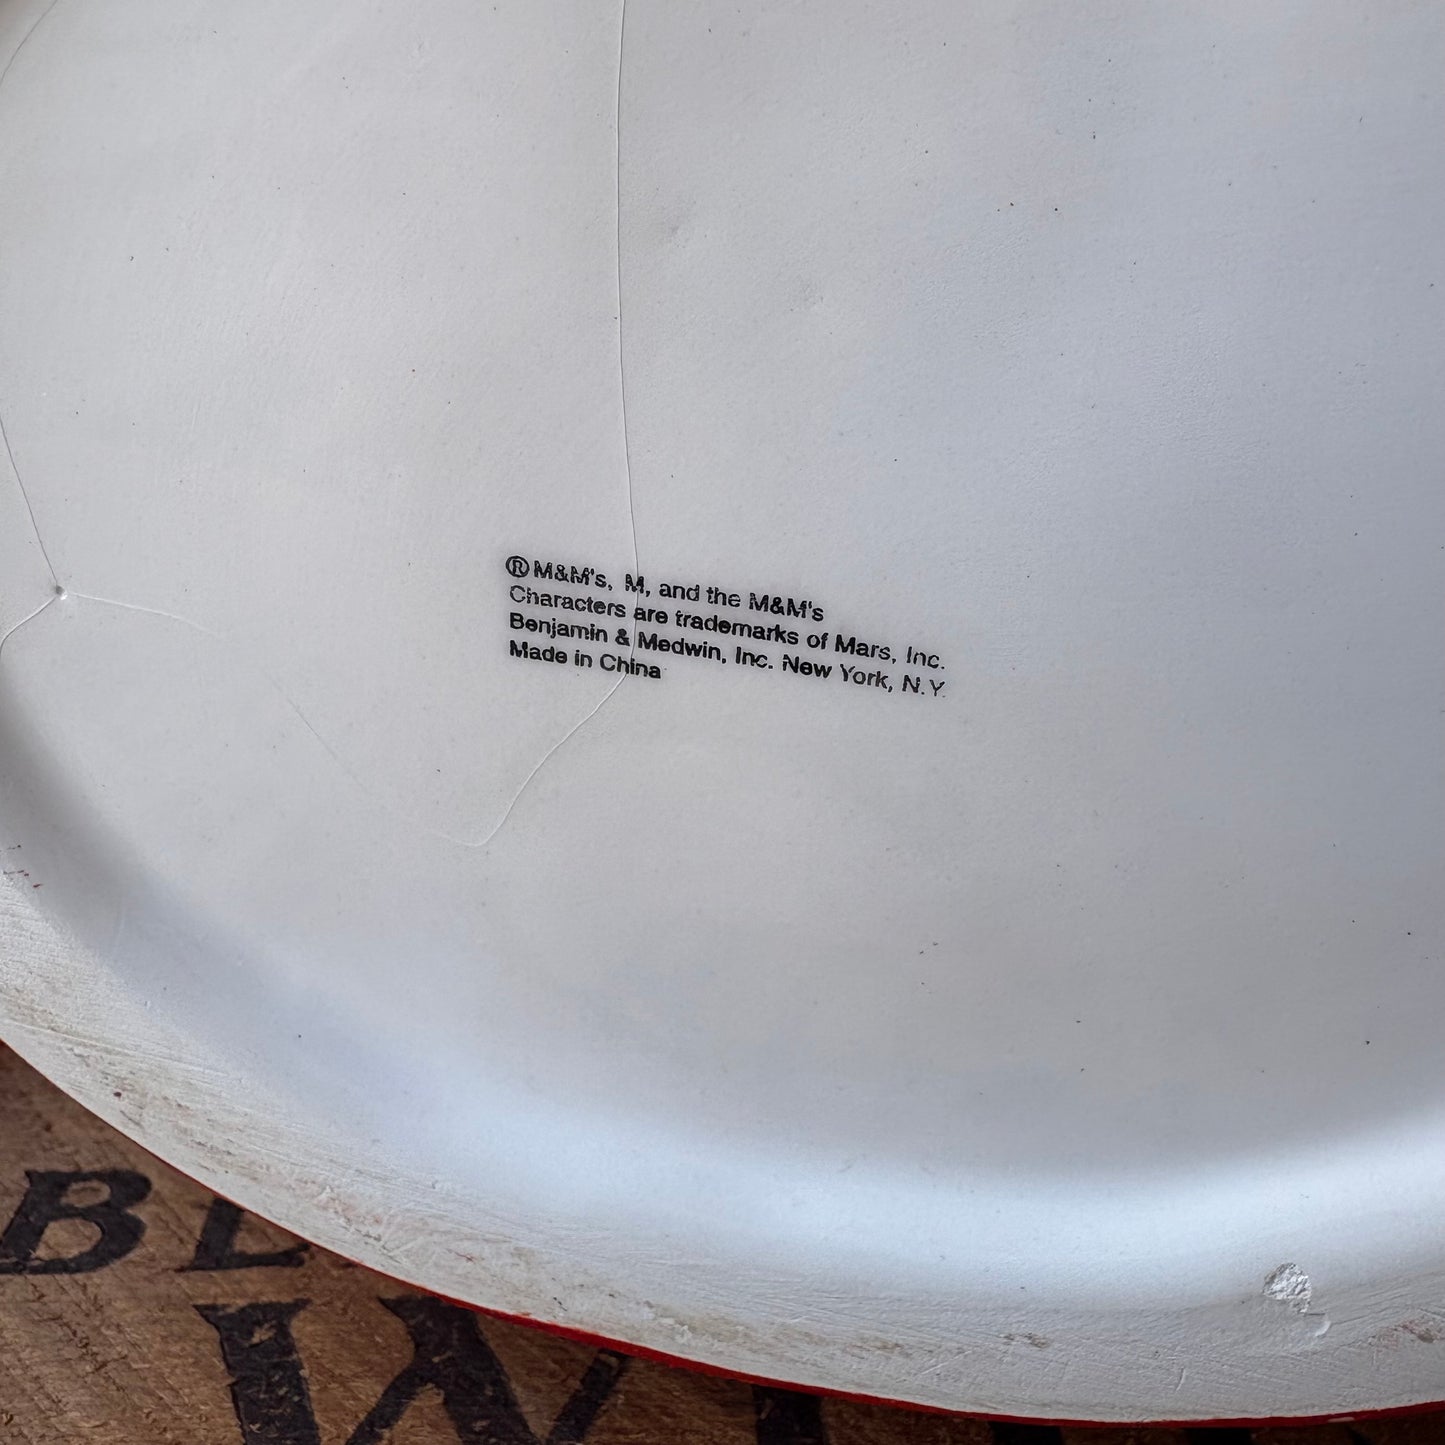 ® M&M's, M, and the M&M's
Characters are trademarks of Mars, Inc.
Benjamin & Medwin, Inc. New York, N.Y.
Made in China